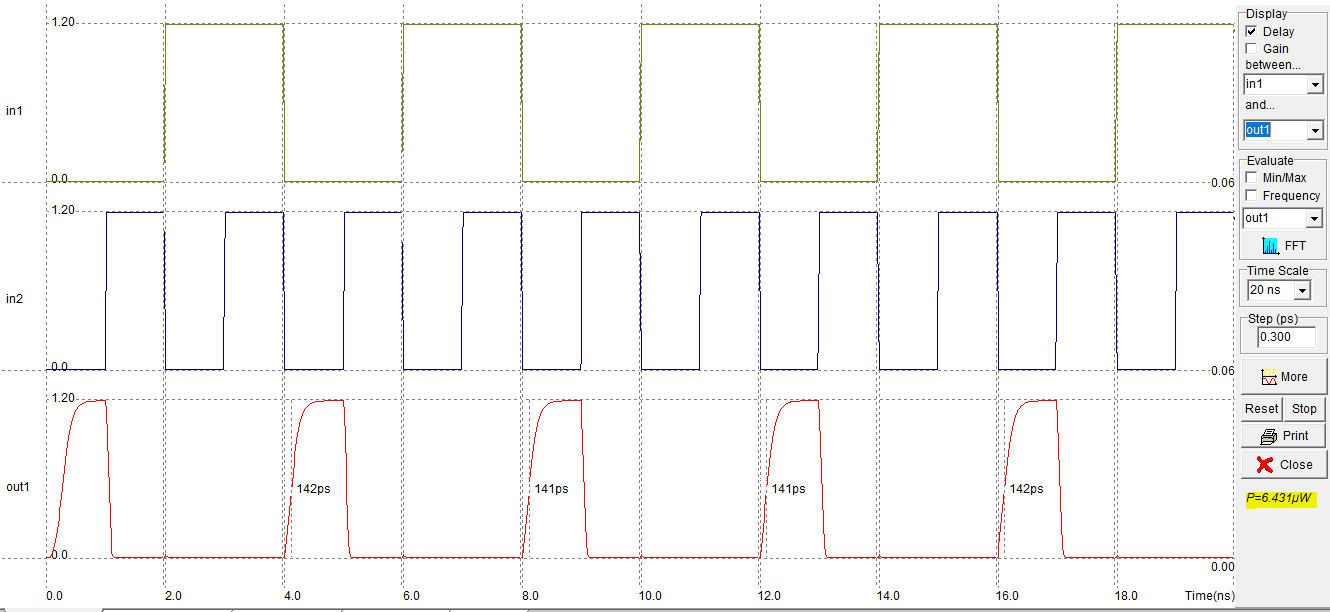 1.20
in1
0.0
0.06
1.20
in2
0.0
0.06
1.20
out1
142ps
141ps
141ps
142ps
0.0
0.00
0.0 2.0 4.0 6.0 8.0 10.0 12.0 14.0 16.0 18.0 Time(ns)
Display
Delay
Gain
between...
in1
and...
out1
Evaluate
Min/Max
Frequency
out1
FFT
Time Scale
20 ns
Step (ps)
0.300
More
Reset Stop
Print
Close
P=6.431µW